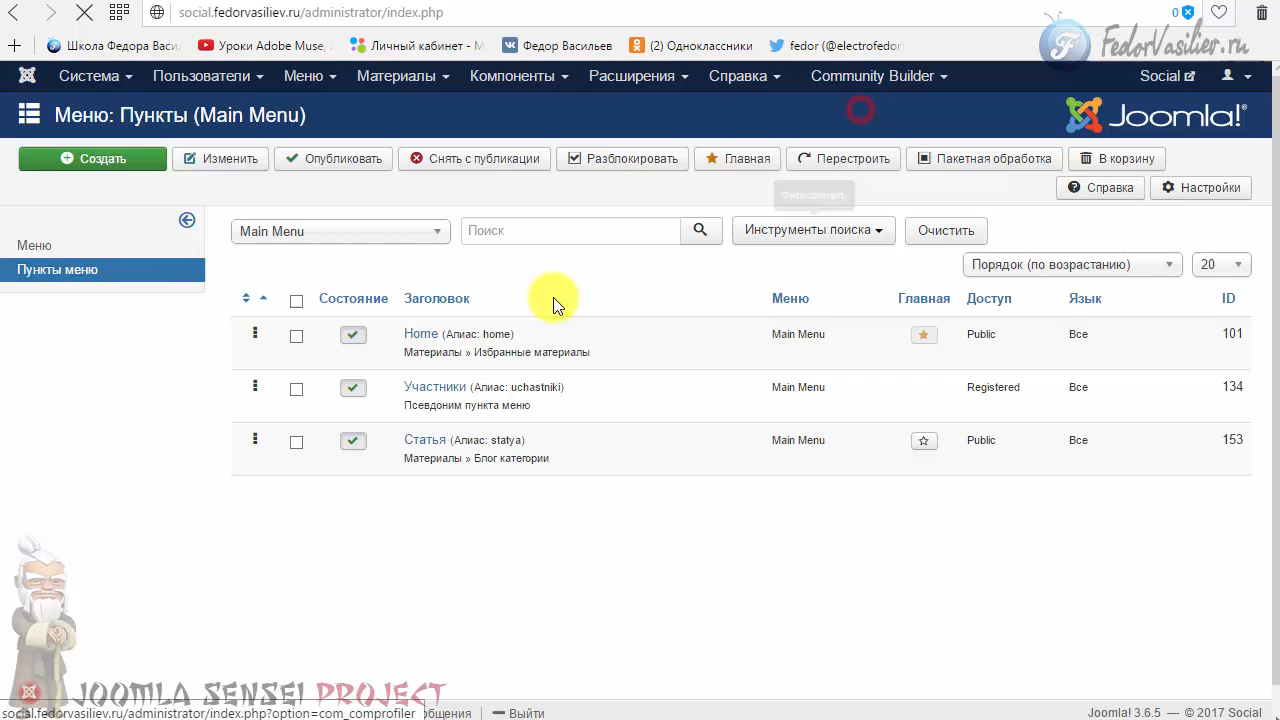 social.fedorvasiliev.ru/administrator/index.php
0
Школа Федора Васи
Уроки Adobe Muse,
Личный кабинет - М
Федор Васильев
(2) Одноклассники
fedor (@electrofedor
FedorVasiliev.ru
Система
Пользователи
Меню
Материалы
Компоненты
Расширения
Справка
Community Builder
Social
Меню: Пункты (Main Menu)
Joomla!®
Создать
Изменить
Опубликовать
Снять с публикации
Разблокировать
Главная
Перестроить
Пакетная обработка
В корзину
Справка
Настройки
Меню
Пункты меню
Main Menu
Поиск
Инструменты поиска
Очистить
Порядок (по возрастанию)
20
Состояние
Заголовок
Меню
Главная
Доступ
Язык
ID
Home (Алиас: home)
Материалы » Избранные материалы
Main Menu
Public
Все
101
Участники (Алиас: uchastniki)
Псевдоним пункта меню
Main Menu
Registered
Все
134
Статья (Алиас: statya)
Материалы » Блог категории
Main Menu
Public
Все
153
JOOMLA SENSEI PROJECT
social.fedorvasiliev.ru/administrator/index.php?option=com_comprofiler
общения
Выйти
Joomla! 3.6.5 — © 2017 Social